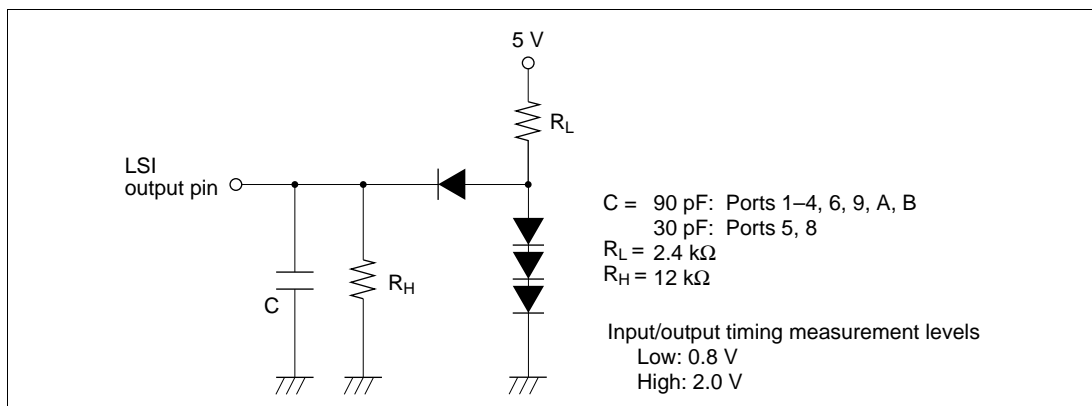 5 V
R_L
LSI
output pin
C
R_H
C = 90 pF: Ports 1–4, 6, 9, A, B
30 pF: Ports 5, 8
R_L = 2.4 kΩ
R_H = 12 kΩ
Input/output timing measurement levels
Low: 0.8 V
High: 2.0 V